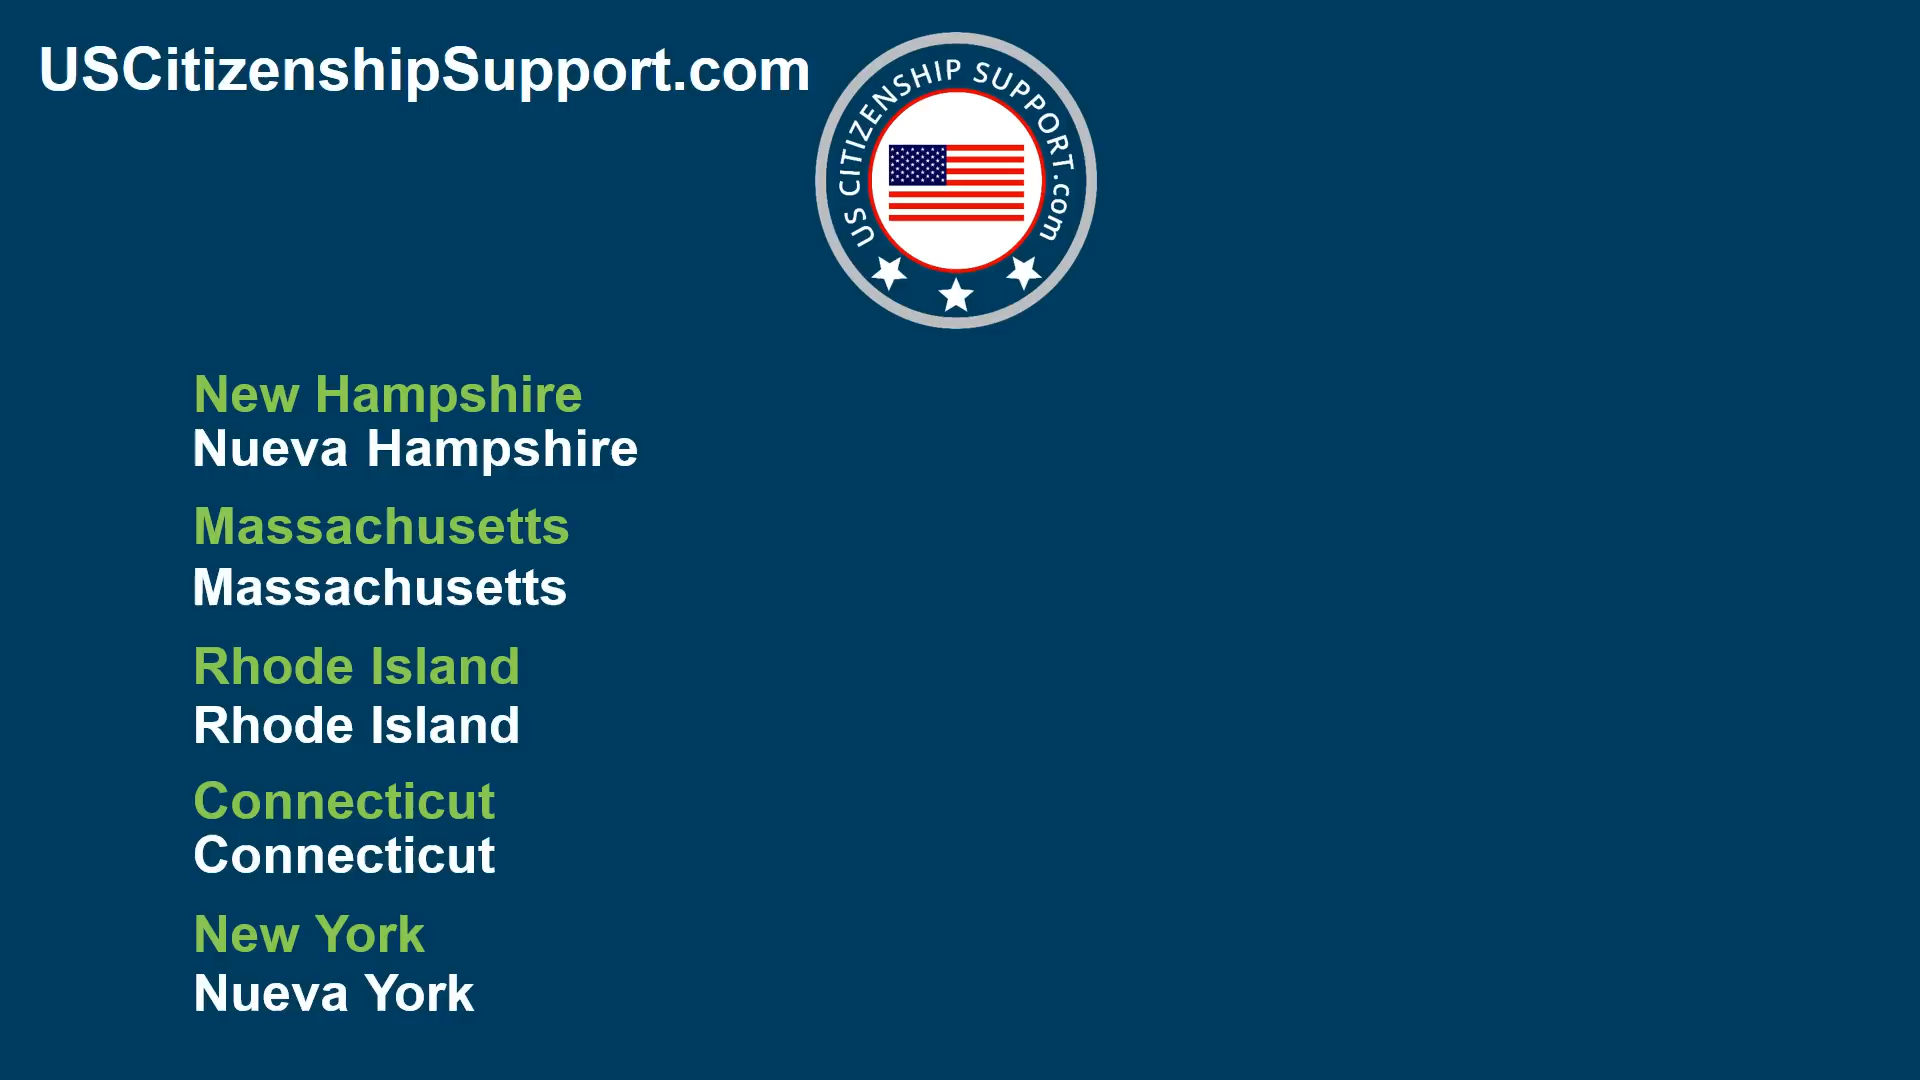 USCitizenshipSupport.com
US CITIZENSHIP SUPPORT.com
New Hampshire
Nueva Hampshire
Massachusetts
Massachusetts
Rhode Island
Rhode Island
Connecticut
Connecticut
New York
Nueva York